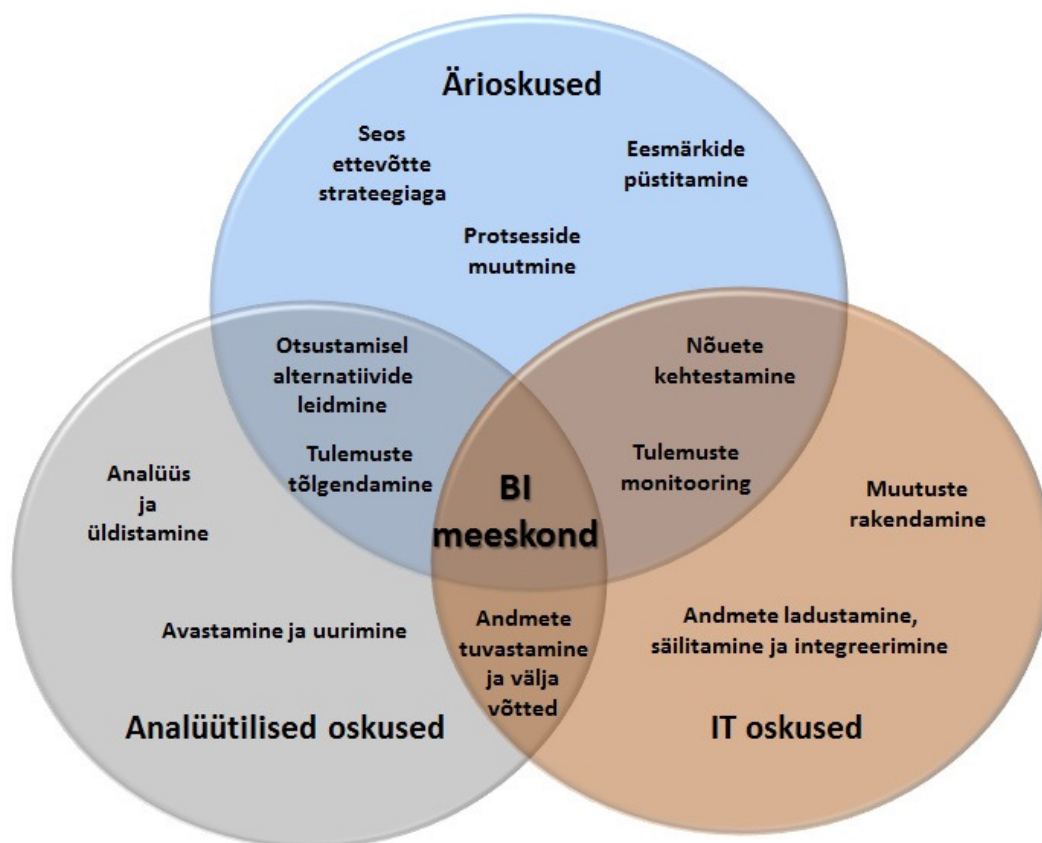 Ärioskused
Seos
ettevõtte
strateegiaga
Eesmärkide
püstitamine
Protsesside
muutmine
Otsustamisel
alternatiivide
leidmine
Nõuete
kehtestamine
Tulemuste
tõlgendamine
Tulemuste
monitooring
Analüüs
ja
üldistamine
BI
meeskond
Muutuste
rakendamine
Avastamine ja uurimine
Andmete
tuvastamine
ja välja
võtted
Andmete ladustamine,
säilitamine ja integreerimine
Analüütilised oskused
IT oskused